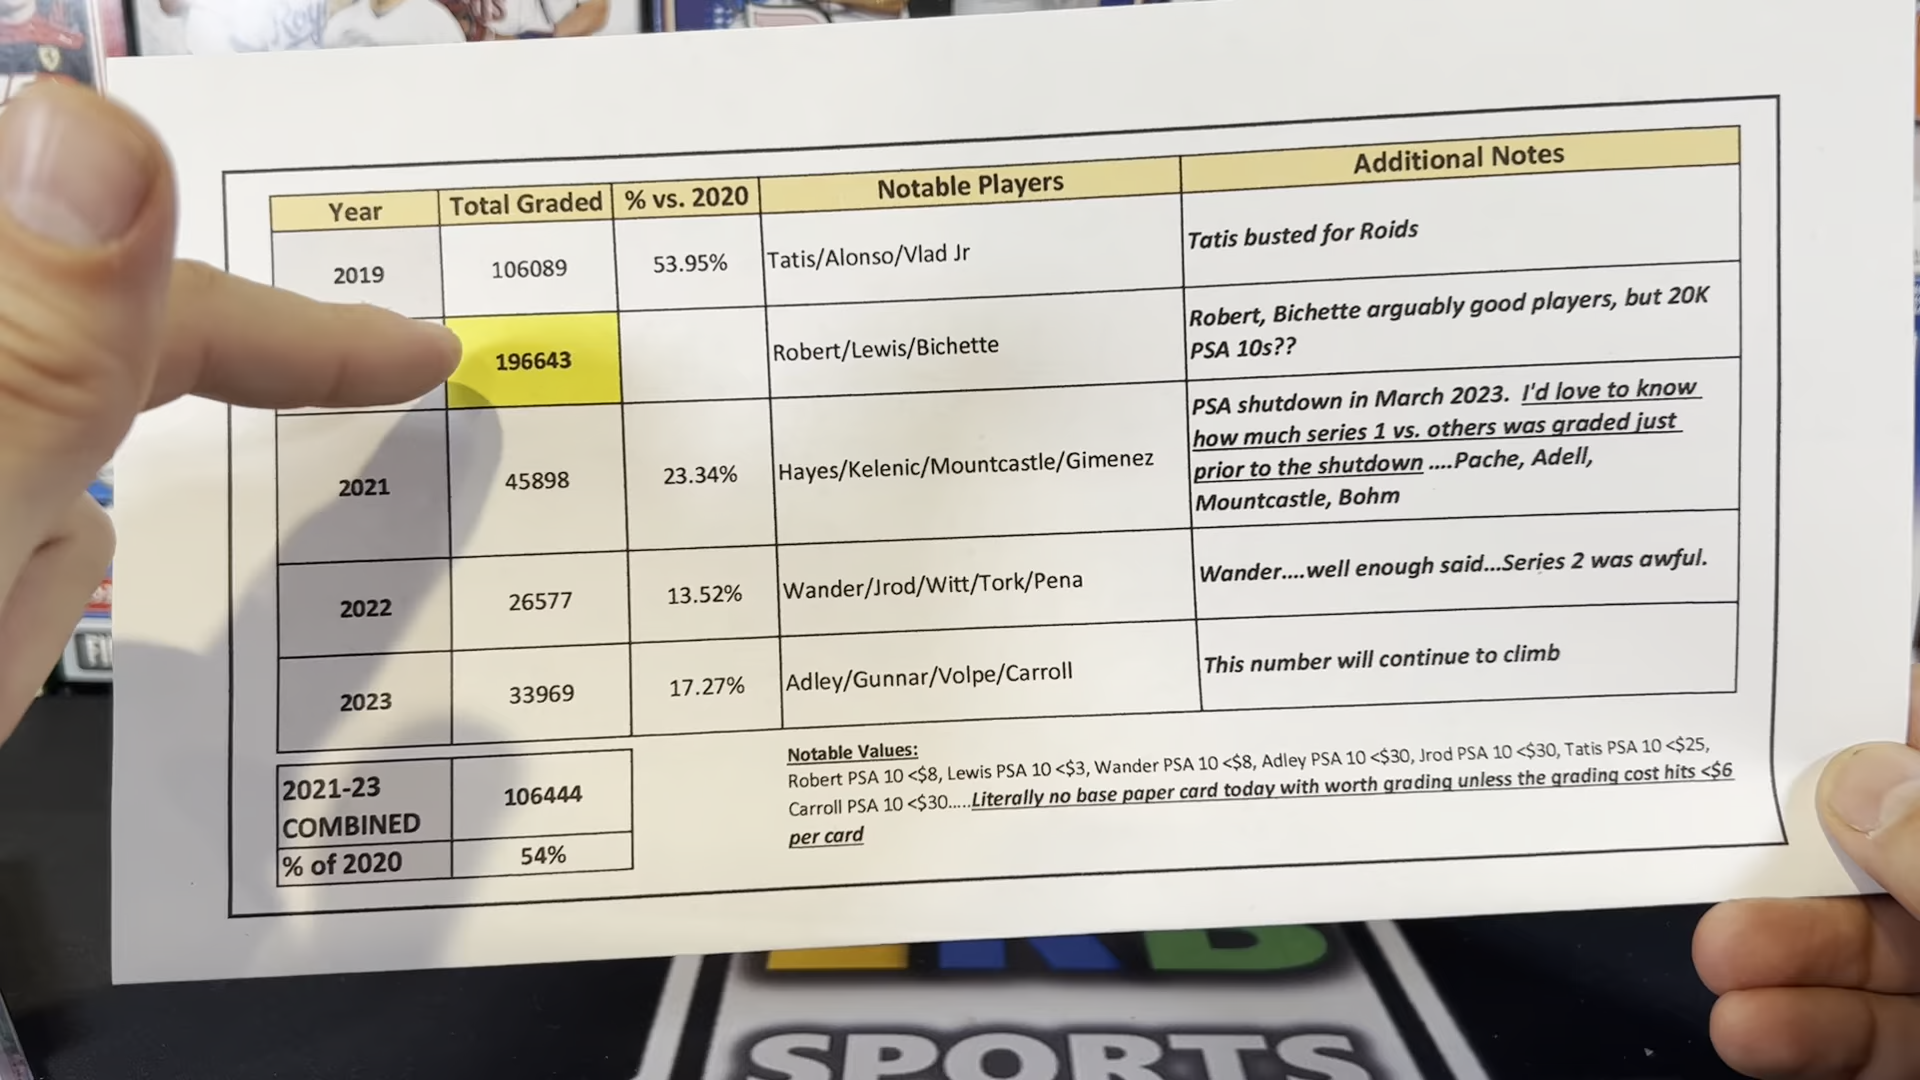 Year Total Graded % vs. 2020 Notable Players Additional Notes
2019 106089 53.95% Tatis/Alonso/Vlad Jr Tatis busted for Roids
196643 Robert/Lewis/Bichette Robert, Bichette arguably good players, but 20K
PSA 10s??
2021 45898 23.34% Hayes/Kelenic/Mountcastle/Gimenez PSA shutdown in March 2023. I'd love to know
how much series 1 vs. others was graded just
prior to the shutdown ....Pache, Adell,
Mountcastle, Bohm
2022 26577 13.52% Wander/Jrod/Witt/Tork/Pena Wander....well enough said...Series 2 was awful.
2023 33969 17.27% Adley/Gunnar/Volpe/Carroll This number will continue to climb
2021-23
COMBINED 106444
% of 2020 54%
Notable Values:
Robert PSA 10 <$8, Lewis PSA 10 <$3, Wander PSA 10 <$8, Adley PSA 10 <$30, Jrod PSA 10 <$30, Tatis PSA 10 <$25,
Carroll PSA 10 <$30.....Literally no base paper card today with worth grading unless the grading cost hits <$6
per card
SPORTS